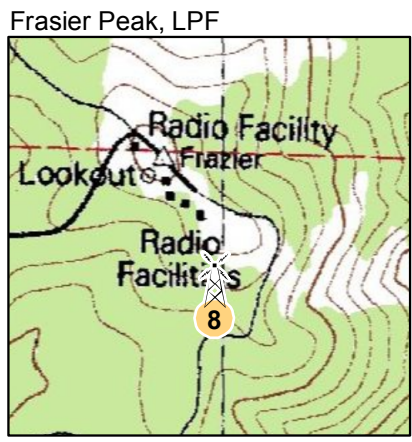 Frasier Peak, LPF
Radio Facility
Frazier
Lookout
Radio
Facilities
8